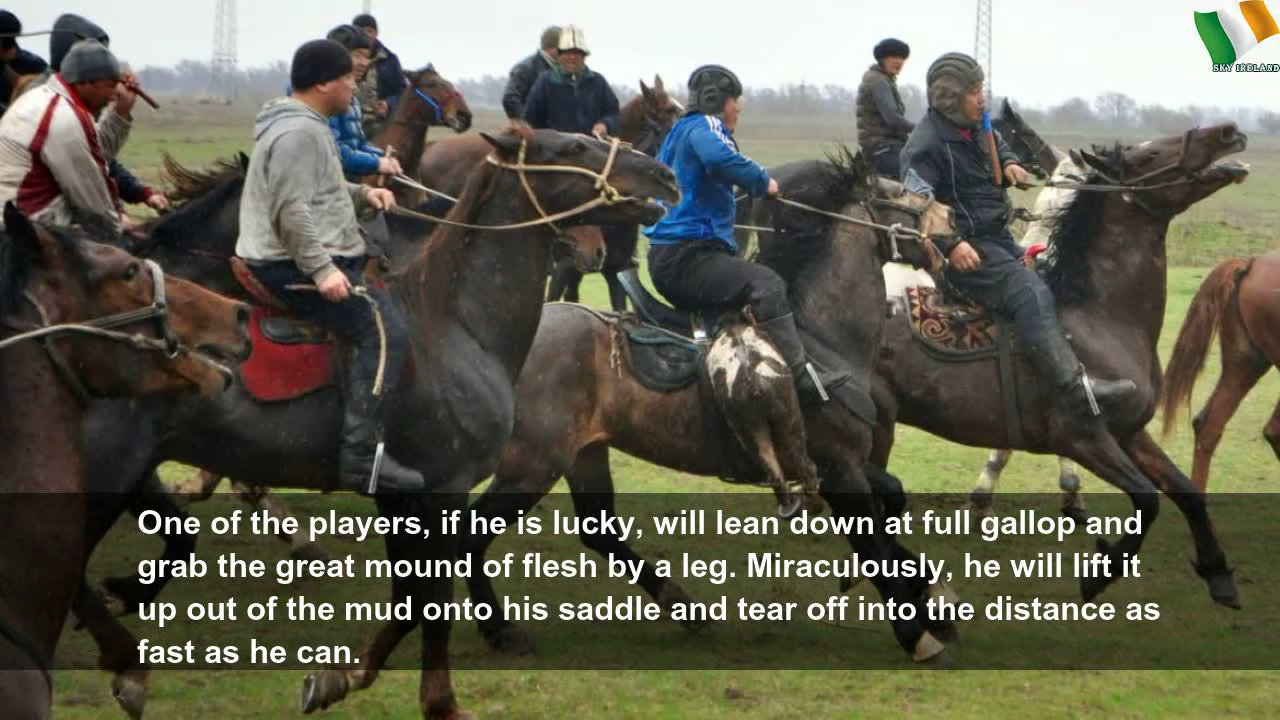 SKY IRELAND
One of the players, if he is lucky, will lean down at full gallop and
grab the great mound of flesh by a leg. Miraculously, he will lift it
up out of the mud onto his saddle and tear off into the distance as
fast as he can.